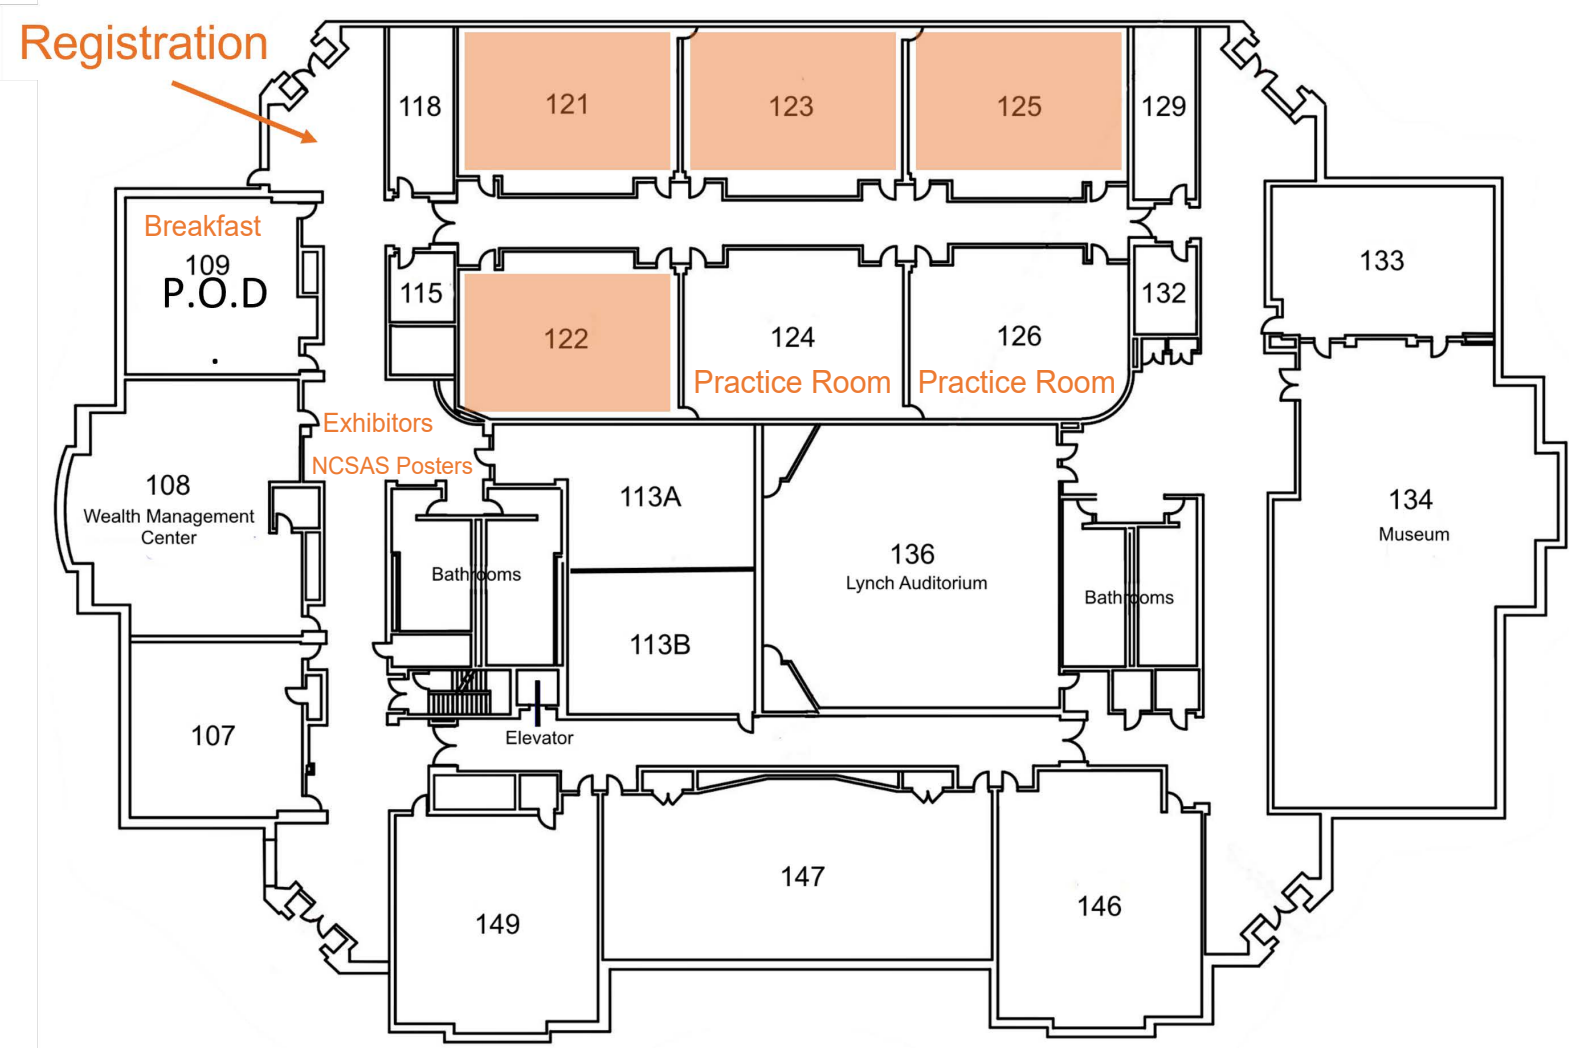 Registration
118
121
123
125
129
Breakfast
109
P.O.D
115
122
124
Practice Room
126
Practice Room
132
133
Exhibitors
NCSAS Posters
108
Wealth Management
Center
113A
136
Lynch Auditorium
134
Museum
Bathrooms
Bathrooms
113B
107
Elevator
149
147
146